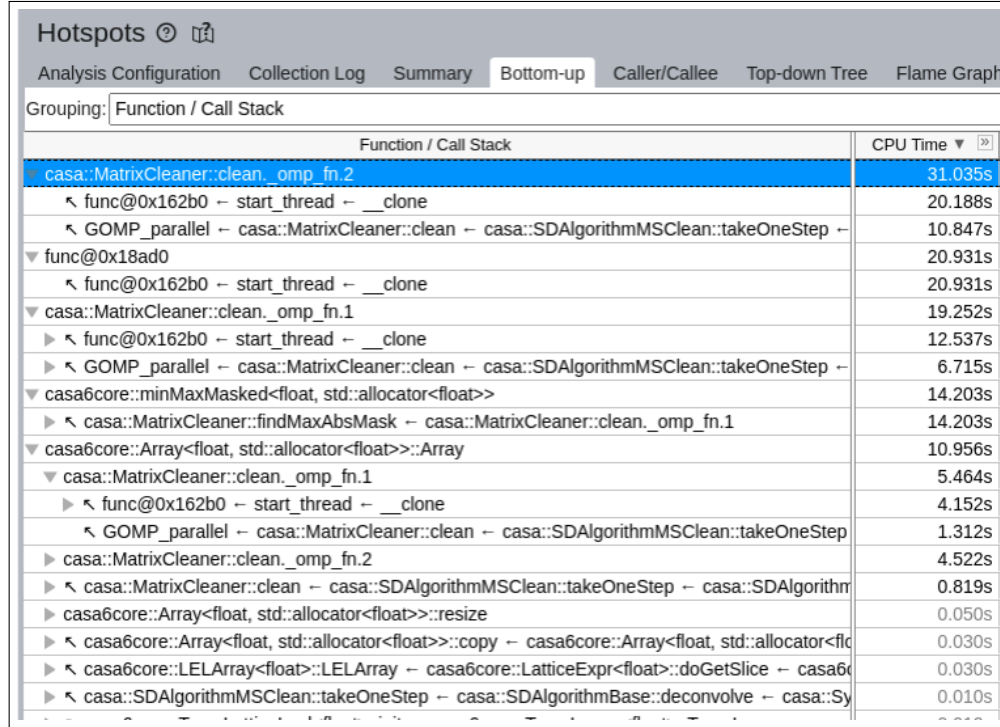 Hotspots
Analysis Configuration Collection Log Summary Bottom-up Caller/Callee Top-down Tree Flame Graph
Grouping: Function / Call Stack
Function / Call Stack CPU Time ▼ »
casa::MatrixCleaner::clean._omp_fn.2 31.035s
↖ func@0x162b0 ← start_thread ← __clone 20.188s
↖ GOMP_parallel ← casa::MatrixCleaner::clean ← casa::SDAlgorithmMSClean::takeOneStep ← 10.847s
func@0x18ad0 20.931s
↖ func@0x162b0 ← start_thread ← __clone 20.931s
casa::MatrixCleaner::clean._omp_fn.1 19.252s
↖ func@0x162b0 ← start_thread ← __clone 12.537s
↖ GOMP_parallel ← casa::MatrixCleaner::clean ← casa::SDAlgorithmMSClean::takeOneStep ← 6.715s
casa6core::minMaxMasked<float, std::allocator<float>> 14.203s
↖ casa::MatrixCleaner::findMaxAbsMask ← casa::MatrixCleaner::clean._omp_fn.1 14.203s
casa6core::Array<float, std::allocator<float>>::Array 10.956s
casa::MatrixCleaner::clean._omp_fn.1 5.464s
↖ func@0x162b0 ← start_thread ← __clone 4.152s
↖ GOMP_parallel ← casa::MatrixCleaner::clean ← casa::SDAlgorithmMSClean::takeOneStep 1.312s
casa::MatrixCleaner::clean._omp_fn.2 4.522s
↖ casa::MatrixCleaner::clean ← casa::SDAlgorithmMSClean::takeOneStep ← casa::SDAlgorithm 0.819s
casa6core::Array<float, std::allocator<float>>::resize 0.050s
↖ casa6core::Array<float, std::allocator<float>>::copy ← casa6core::Array<float, std::allocator<flo 0.030s
↖ casa6core::LELArray<float>::LELArray ← casa6core::LatticeExpr<float>::doGetSlice ← casa6c 0.030s
↖ casa::SDAlgorithmMSClean::takeOneStep ← casa::SDAlgorithmBase::deconvolve ← casa::Sy 0.010s